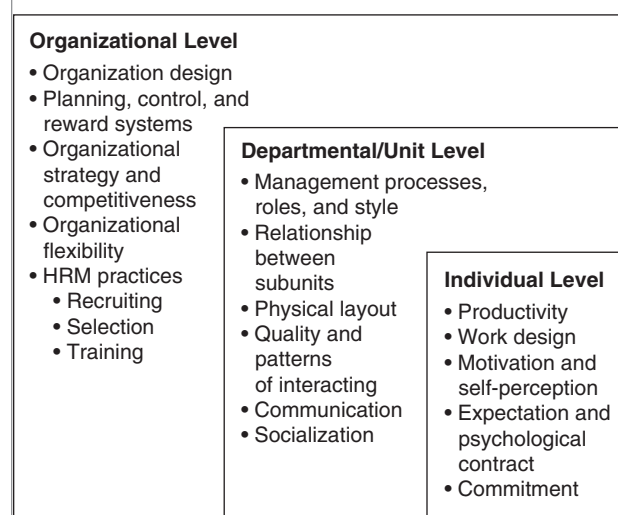 Organizational Level
• Organization design
• Planning, control, and
reward systems
• Organizational
strategy and
competitiveness
• Organizational
flexibility
• HRM practices
• Recruiting
• Selection
• Training
Departmental/Unit Level
• Management processes,
roles, and style
• Relationship
between
subunits
• Physical layout
• Quality and
patterns
of interacting
• Communication
• Socialization
Individual Level
• Productivity
• Work design
• Motivation and
self-perception
• Expectation and
psychological
contract
• Commitment